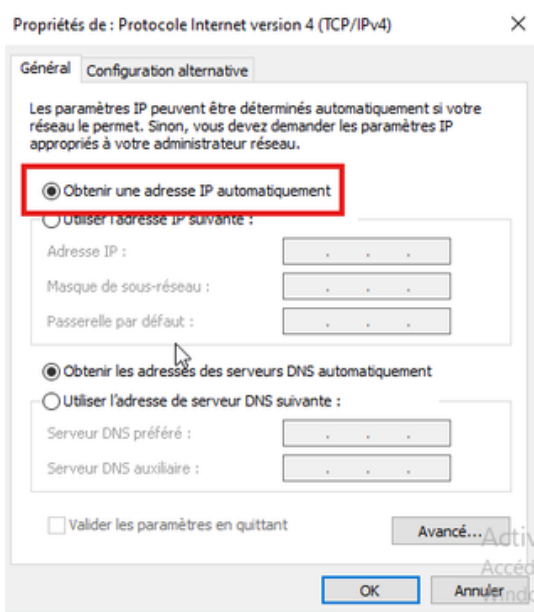 Propriétés de : Protocole Internet version 4 (TCP/IPv4)
Général Configuration alternative
Les paramètres IP peuvent être déterminés automatiquement si votre
réseau le permet. Sinon, vous devez demander les paramètres IP
appropriés à votre administrateur réseau.
Obtenir une adresse IP automatiquement
Utiliser l'adresse IP suivante :
Adresse IP :
Masque de sous-réseau :
Passerelle par défaut :
Obtenir les adresses des serveurs DNS automatiquement
Utiliser l'adresse de serveur DNS suivante :
Serveur DNS préféré :
Serveur DNS auxiliaire :
Valider les paramètres en quittant
Avancé...
OK Annuler